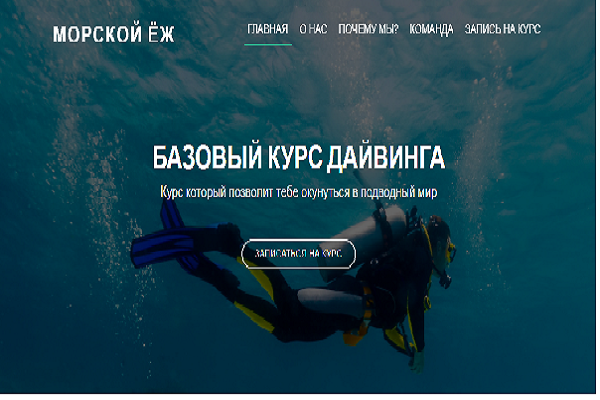 МОРСКОЙ ЁЖ
ГЛАВНАЯ О НАС ПОЧЕМУ МЫ? КОМАНДА ЗАПИСЬ НА КУРС
БАЗОВЫЙ КУРС ДАЙВИНГА
Курс который позволит тебе окунуться в подводный мир
ЗАПИСАТЬСЯ НА КУРС